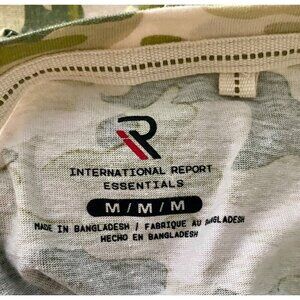 INTERNATIONAL REPORT
ESSENTIALS
M/M/M
MADE IN BANGLADESH / FABRIQUE AU BANGLADESH
HECHO EN BANGLADESH